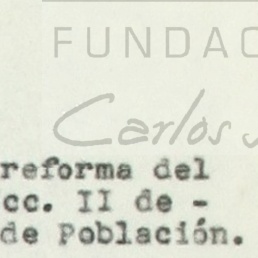 FUNDAC
Carlos
reforma del
cc. II de -
de Población.